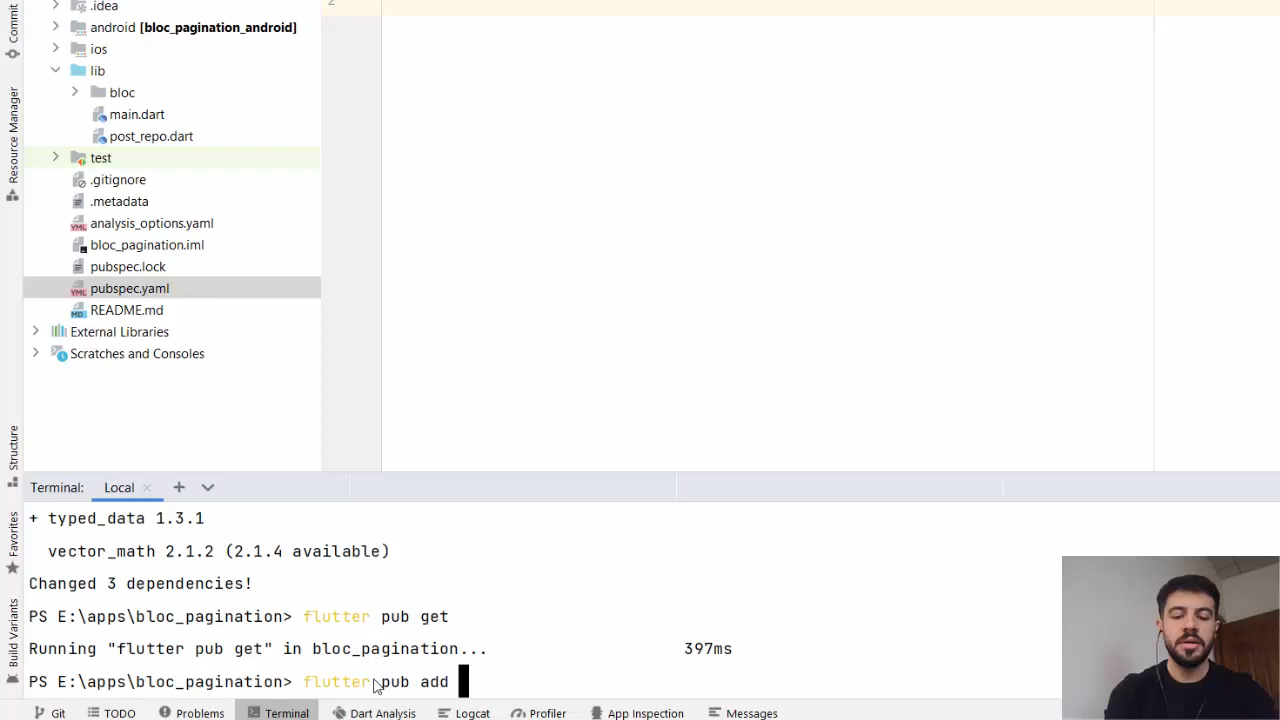 Commit
Resource Manager
Structure
Favorites
Build Variants
.idea
android [bloc_pagination_android]
ios
lib
bloc
main.dart
post_repo.dart
test
.gitignore
.metadata
YML analysis_options.yaml
bloc_pagination.iml
pubspec.lock
YML pubspec.yaml
MD README.md
External Libraries
Scratches and Consoles
2
Terminal: Local
+ typed_data 1.3.1
vector_math 2.1.2 (2.1.4 available)
Changed 3 dependencies!
PS E:\apps\bloc_pagination> flutter pub get
Running "flutter pub get" in bloc_pagination... 397ms
PS E:\apps\bloc_pagination> flutter pub add
Git TODO Problems Terminal Dart Analysis Logcat Profiler App Inspection Messages